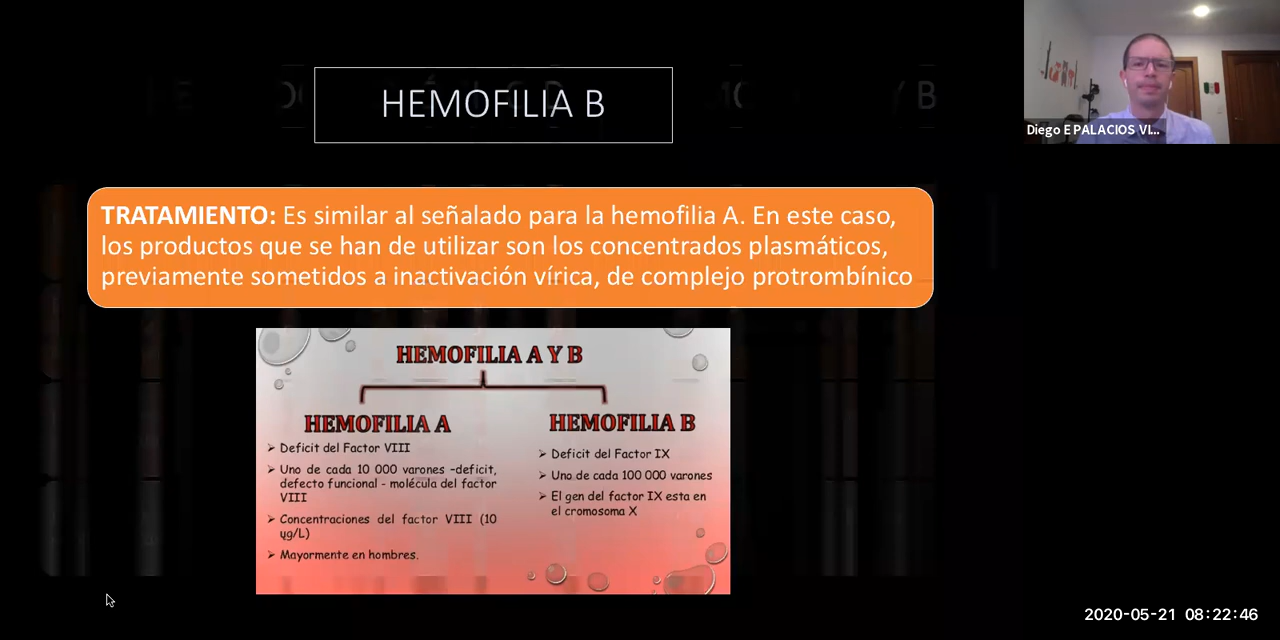 HEMOFILIA B
Diego E PALACIOS VI...
TRATAMIENTO: Es similar al señalado para la hemofilia A. En este caso,
los productos que se han de utilizar son los concentrados plasmáticos,
previamente sometidos a inactivación vírica, de complejo protrombínico
HEMOFILIA A Y B
HEMOFILIA A
➢ Deficit del Factor VIII
➢ Uno de cada 10 000 varones –deficit,
defecto funcional - molécula del factor
VIII
➢ Concentraciones del factor VIII (10
ųg/L)
➢ Mayormente en hombres.
HEMOFILIA B
➢ Deficit del Factor IX
➢ Uno de cada 100 000 varones
➢ El gen del factor IX esta en
el cromosoma X
2020-05-21 08:22:46